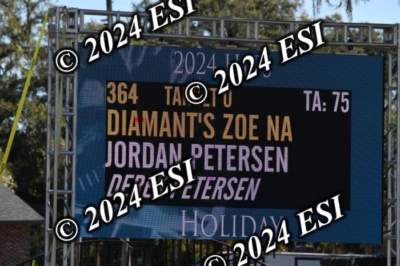 © 2024 ESI
© 2024 ESI
2024
364 TA: 75
DIAMANT'S ZOE NA
JORDAN PETERSEN
PETERSEN
© 2024 ESI
HOLIDAY
© 2024 ESI